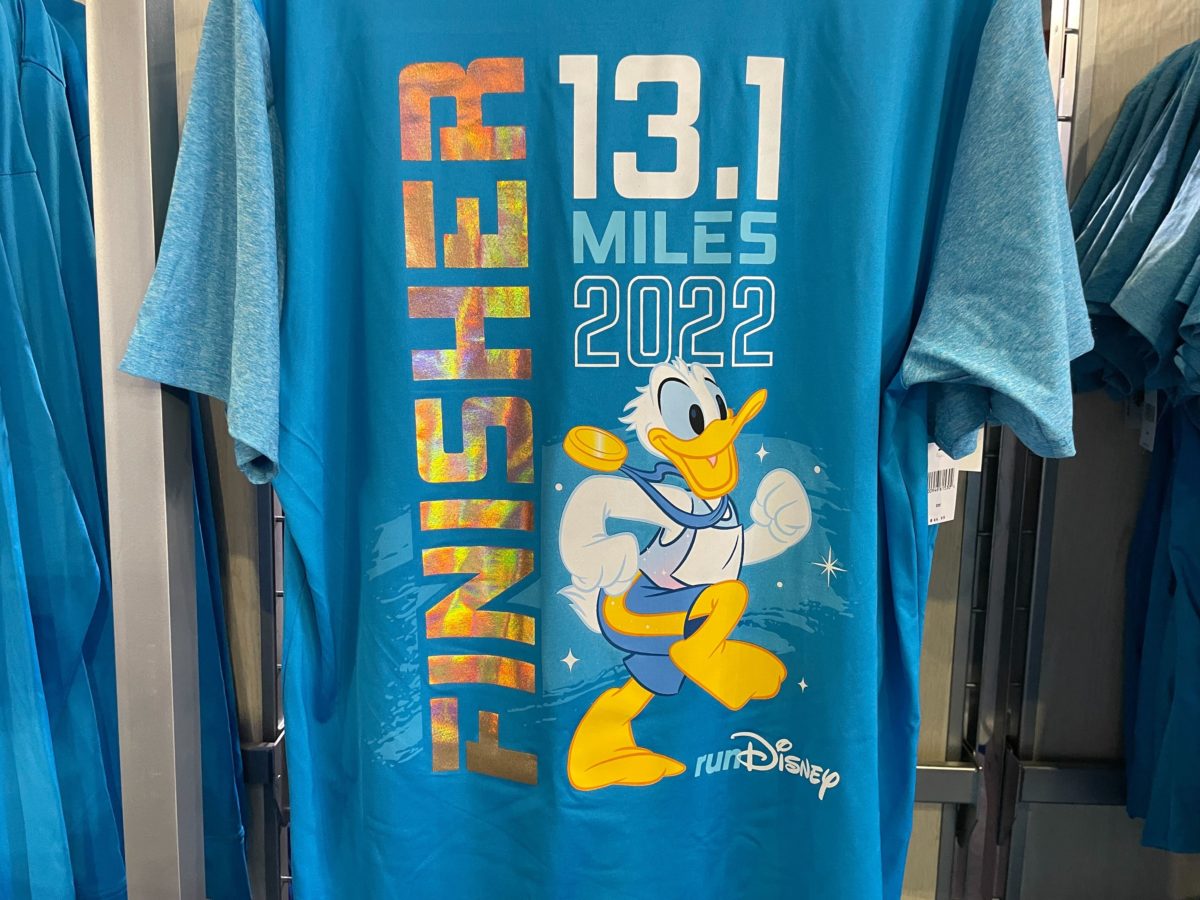 FINISHER
13.1
MILES
2022
runDisney